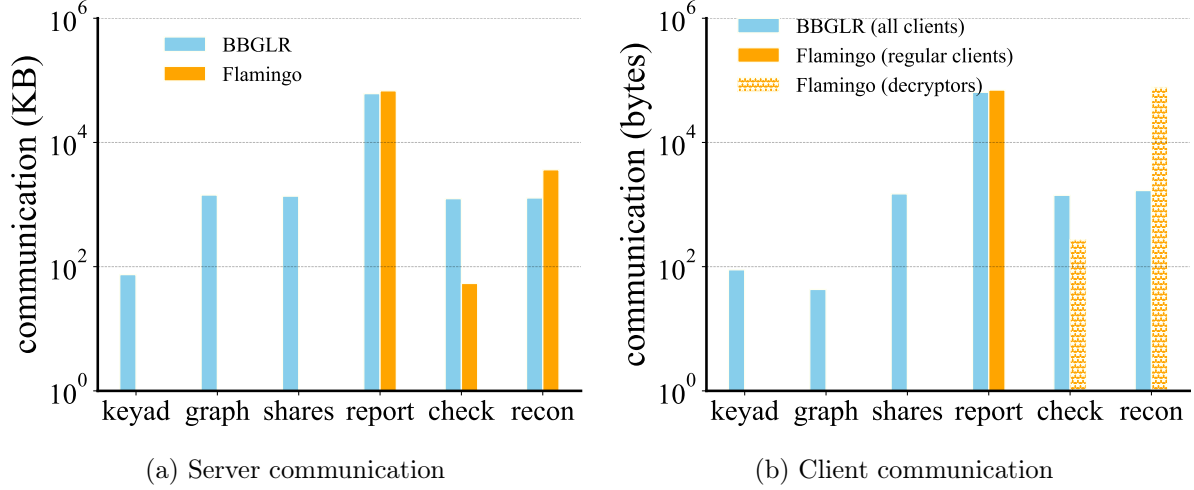 communication (KB)
10^6
10^4
10^2
10^0
BBGLR
Flamingo
keyad graph shares report check recon
(a) Server communication
communication (bytes)
10^6
10^4
10^2
10^0
BBGLR (all clients)
Flamingo (regular clients)
Flamingo (decryptors)
keyad graph shares report check recon
(b) Client communication